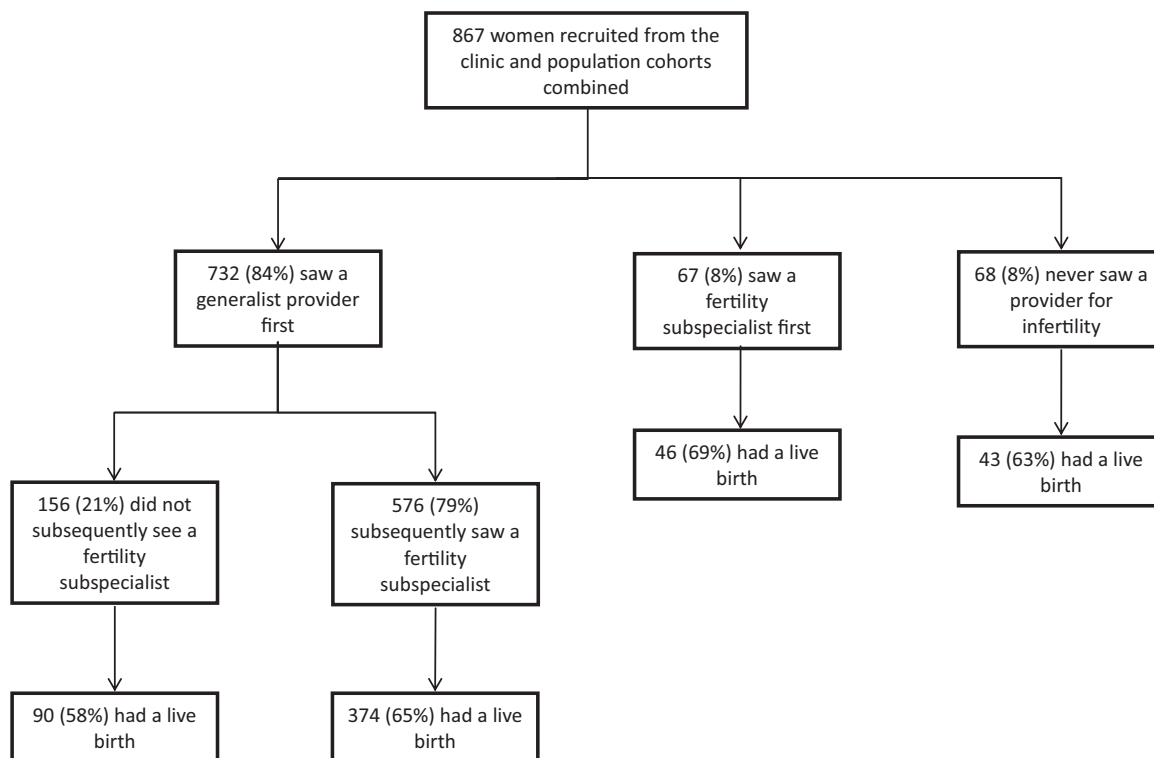 867 women recruited from the
clinic and population cohorts
combined
732 (84%) saw a
generalist provider
first
67 (8%) saw a
fertility
subspecialist first
68 (8%) never saw a
provider for
infertility
46 (69%) had a live
birth
43 (63%) had a live
birth
156 (21%) did not
subsequently see a
fertility
subspecialist
576 (79%)
subsequently saw a
fertility
subspecialist
90 (58%) had a live
birth
374 (65%) had a live
birth